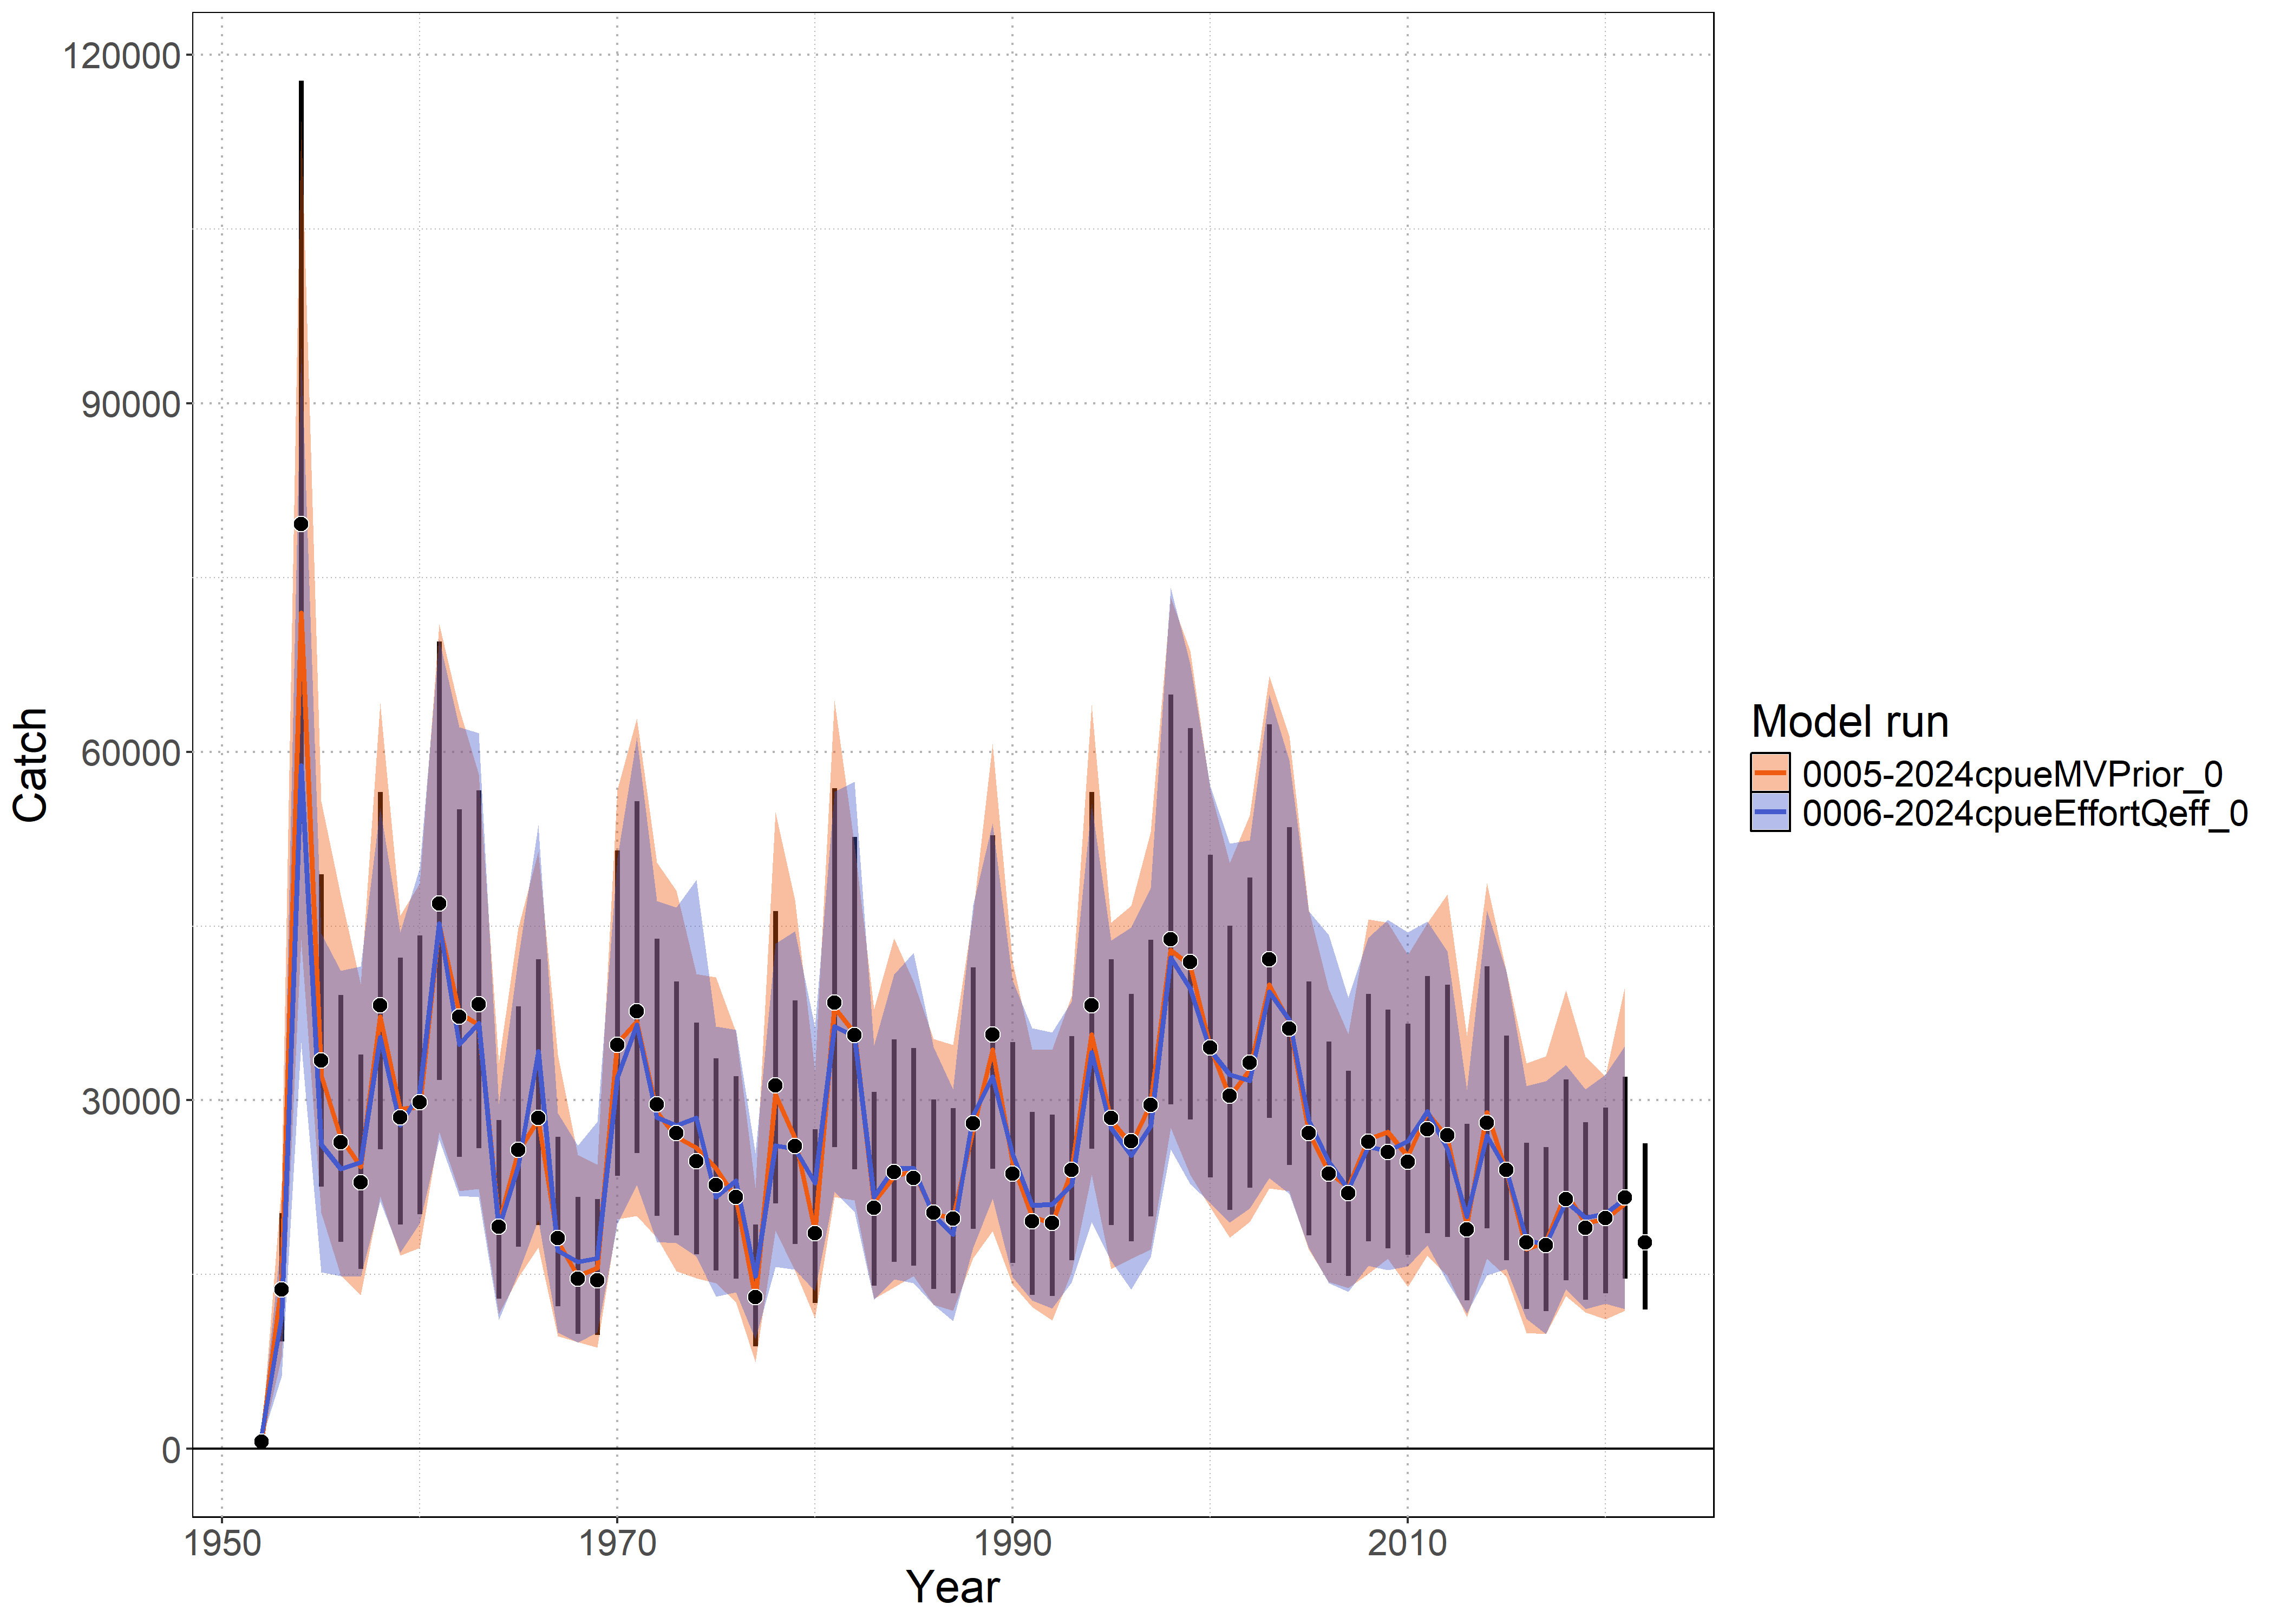 120000
90000
60000
30000
0
Catch
1950
1970
1990
2010
Year
Model run
0005-2024cpueMVPrior_0
0006-2024cpueEffortQeff_0